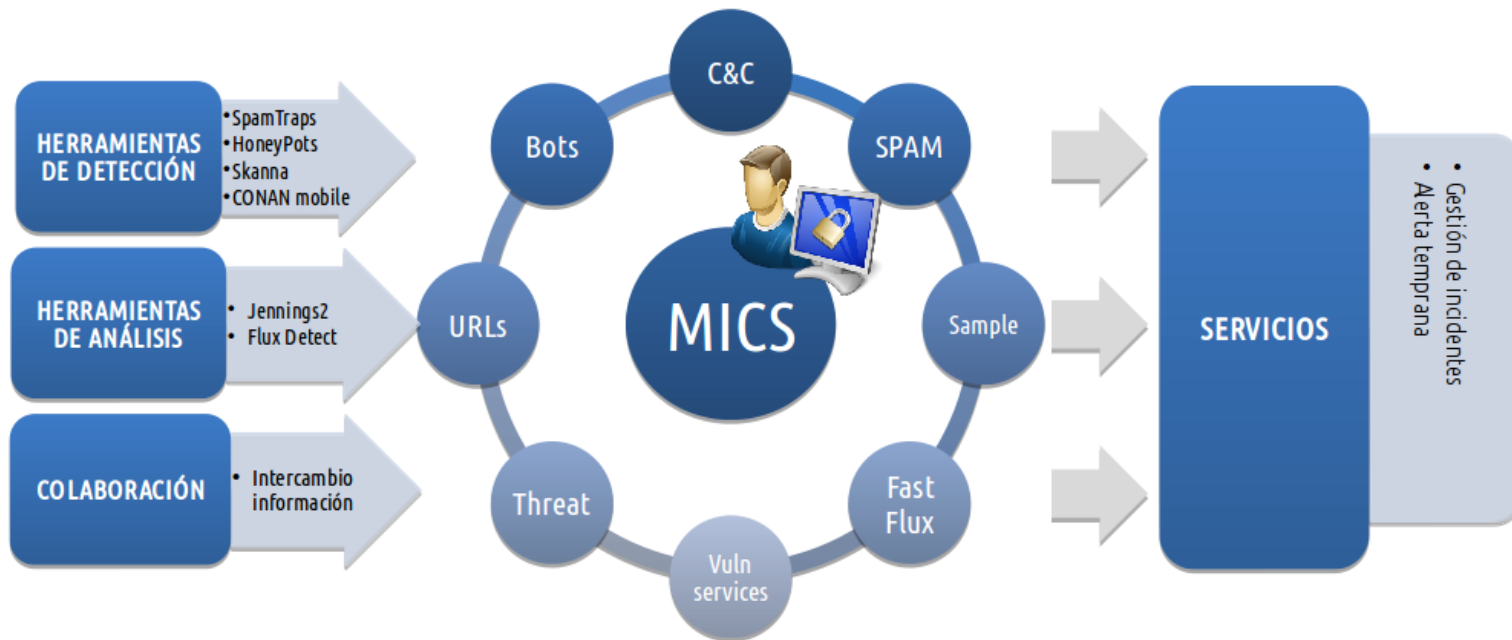 HERRAMIENTAS
DE DETECCIÓN
•SpamTraps
•HoneyPots
•Skanna
•CONAN mobile
HERRAMIENTAS
DE ANÁLISIS
• Jennings2
• Flux Detect
COLABORACIÓN
• Intercambio
información
C&C
Bots
SPAM
URLs
MICS
Sample
Threat
Fast
Flux
Vuln
services
SERVICIOS
• Gestión de incidentes
• Alerta temprana